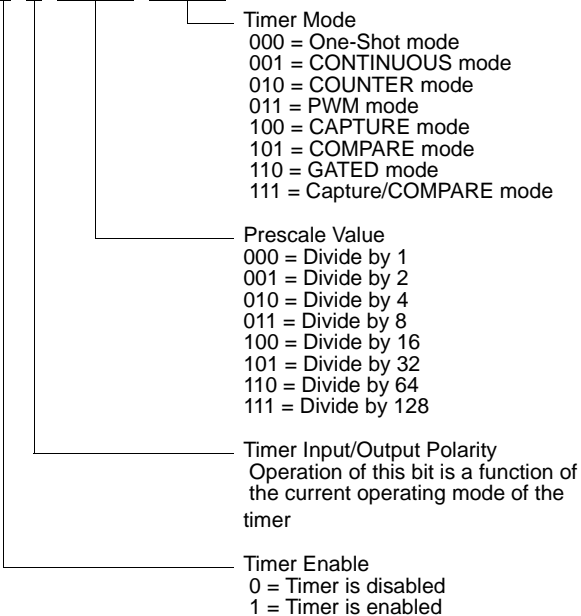 Timer Mode
000 = One-Shot mode
001 = CONTINUOUS mode
010 = COUNTER mode
011 = PWM mode
100 = CAPTURE mode
101 = COMPARE mode
110 = GATED mode
111 = Capture/COMPARE mode
Prescale Value
000 = Divide by 1
001 = Divide by 2
010 = Divide by 4
011 = Divide by 8
100 = Divide by 16
101 = Divide by 32
110 = Divide by 64
111 = Divide by 128
Timer Input/Output Polarity
Operation of this bit is a function of
the current operating mode of the
timer
Timer Enable
0 = Timer is disabled
1 = Timer is enabled